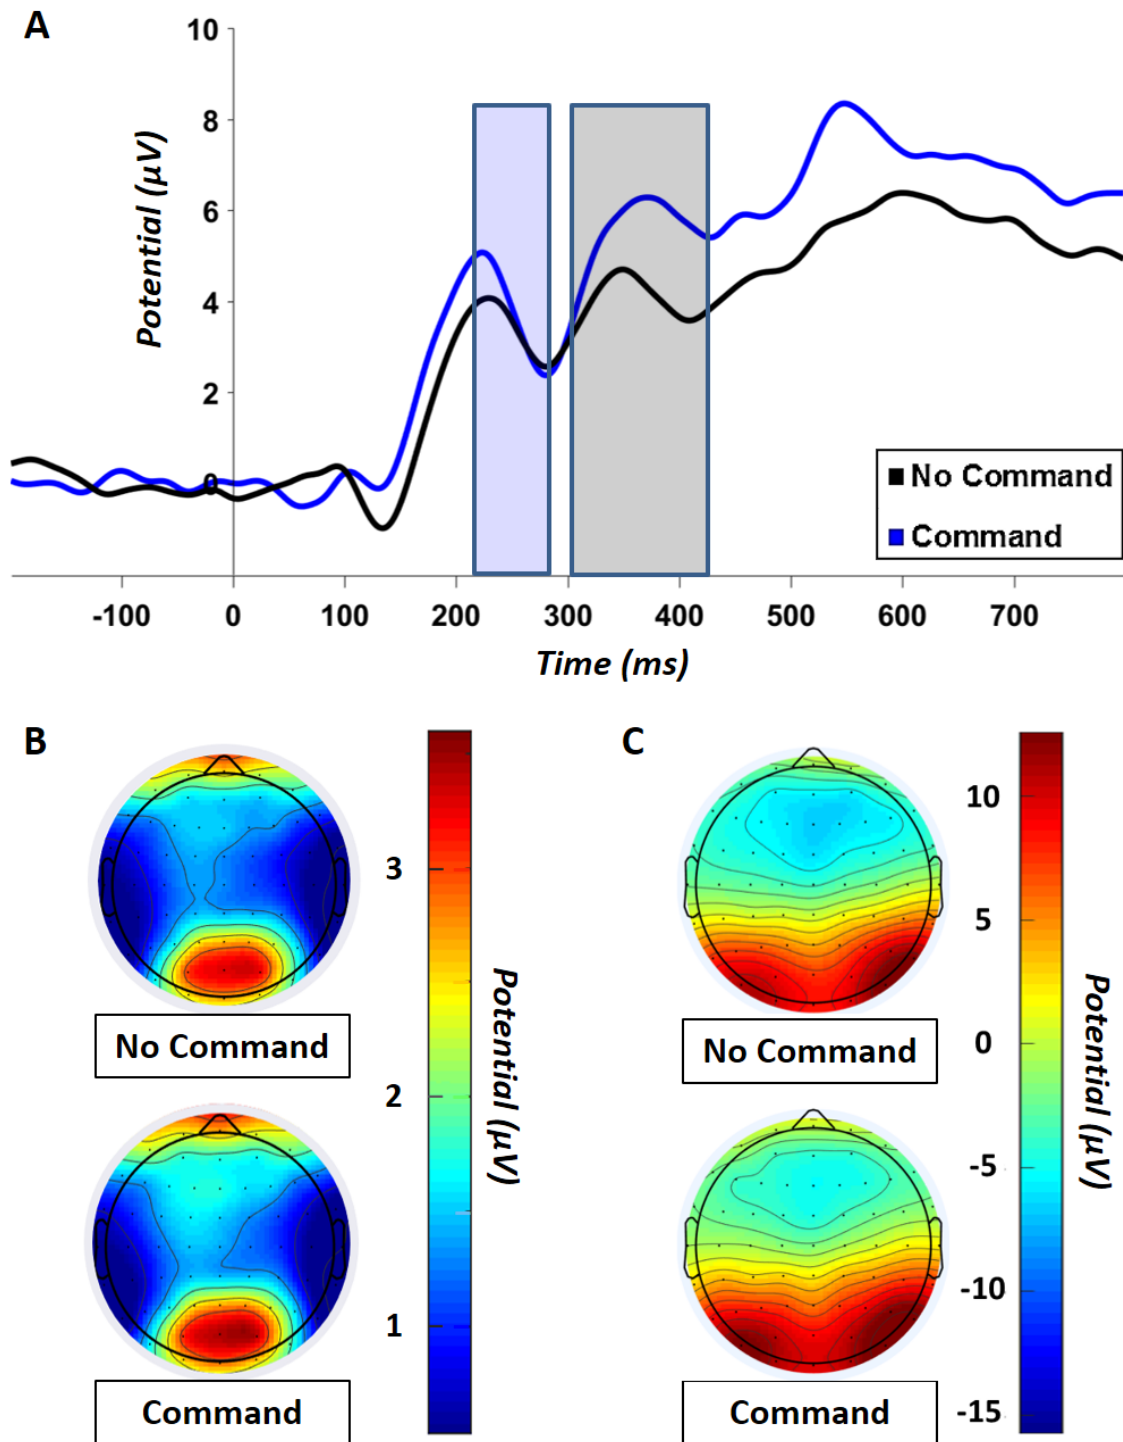 A
10
8
6
4
2
0
Potential (µV)
No Command
Command
-100 0 100 200 300 400 500 600 700
Time (ms)
B
3
2
1
Potential (µV)
No Command
Command
C
10
5
0
-5
-10
-15
Potential (µV)
No Command
Command